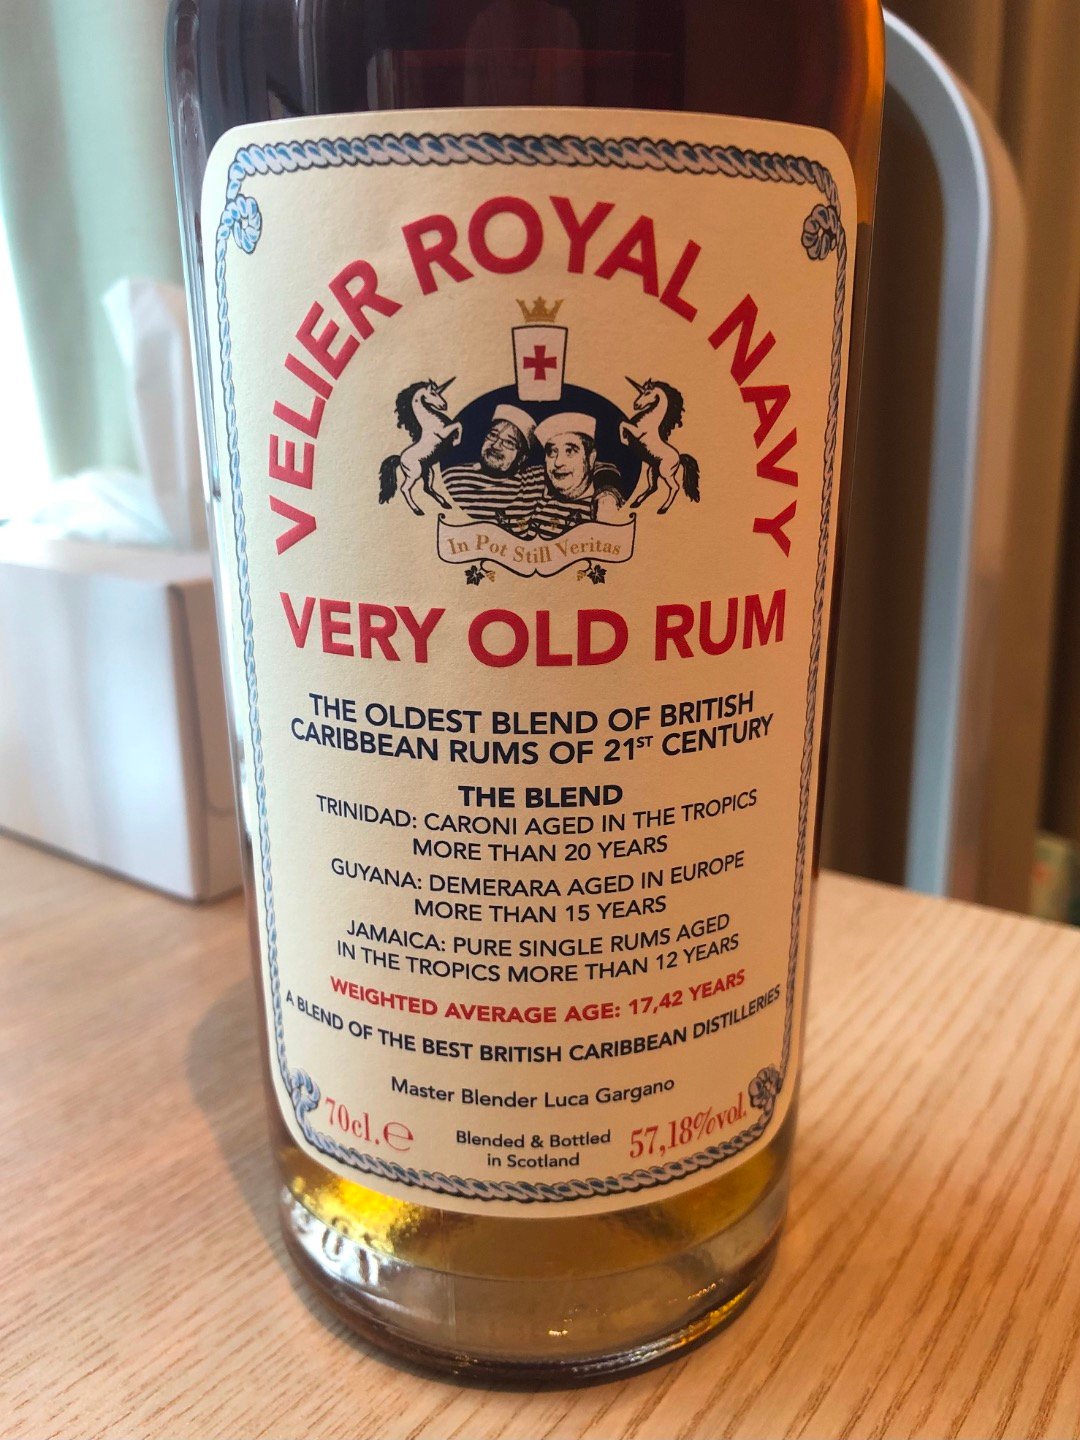 VELIER ROYAL NAVY
In Pot Still Veritas
VERY OLD RUM
THE OLDEST BLEND OF BRITISH
CARIBBEAN RUMS OF 21ST CENTURY
THE BLEND
TRINIDAD: CARONI AGED IN THE TROPICS
MORE THAN 20 YEARS
GUYANA: DEMERARA AGED IN EUROPE
MORE THAN 15 YEARS
JAMAICA: PURE SINGLE RUMS AGED
IN THE TROPICS MORE THAN 12 YEARS
WEIGHTED AVERAGE AGE: 17,42 YEARS
A BLEND OF THE BEST BRITISH CARIBBEAN DISTILLERIES
Master Blender Luca Gargano
70cl. ℮
Blended & Bottled
in Scotland
57,18%vol.